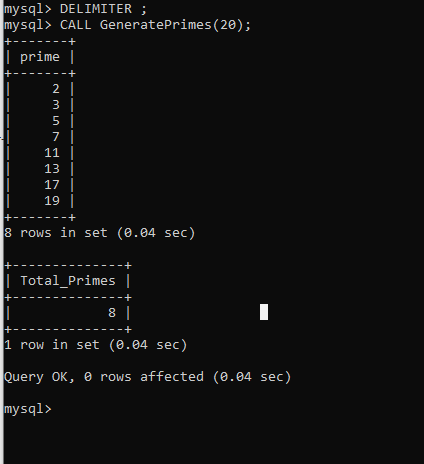 mysql> DELIMITER ;
mysql> CALL GeneratePrimes(20);
+-------+
| prime |
+-------+
|     2 |
|     3 |
|     5 |
|     7 |
|    11 |
|    13 |
|    17 |
|    19 |
+-------+
8 rows in set (0.04 sec)

+--------------+
| Total_Primes |
+--------------+
|            8 |
+--------------+
1 row in set (0.04 sec)

Query OK, 0 rows affected (0.04 sec)

mysql>